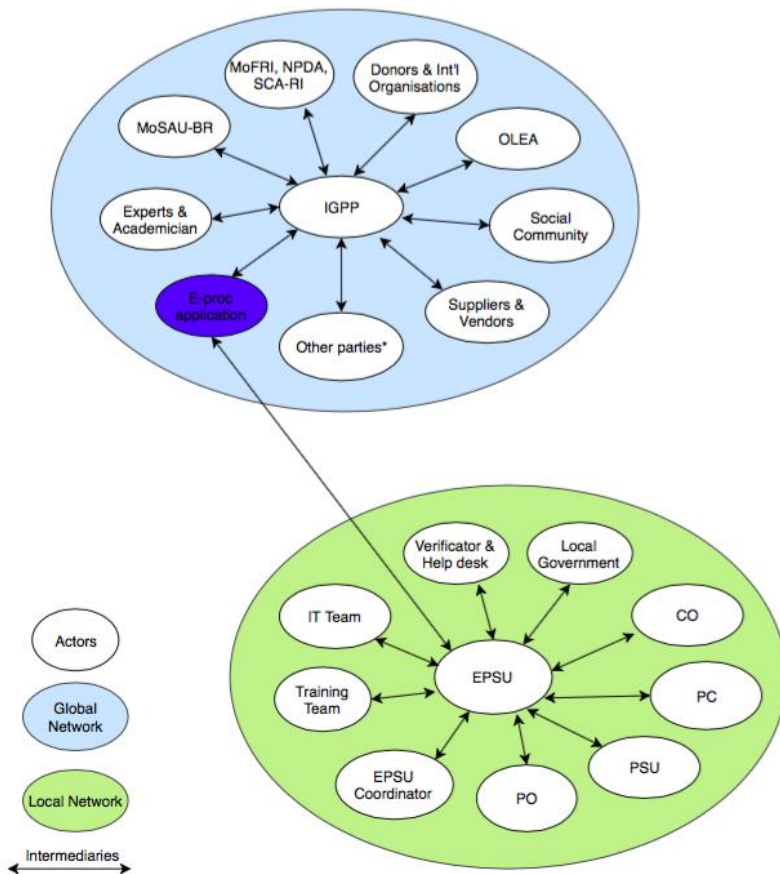 MoFRI, NPDA,
SCA-RI
Donors & Int'l
Organisations
MoSAU-BR
OLEA
IGPP
Experts &
Academician
Social
Community
E-proc
application
Suppliers &
Vendors
Other parties*
Verificator &
Help desk
Local
Government
IT Team
CO
EPSU
Training
Team
PC
PSU
EPSU
Coordinator
PO
Actors
Global
Network
Local Network
Intermediaries